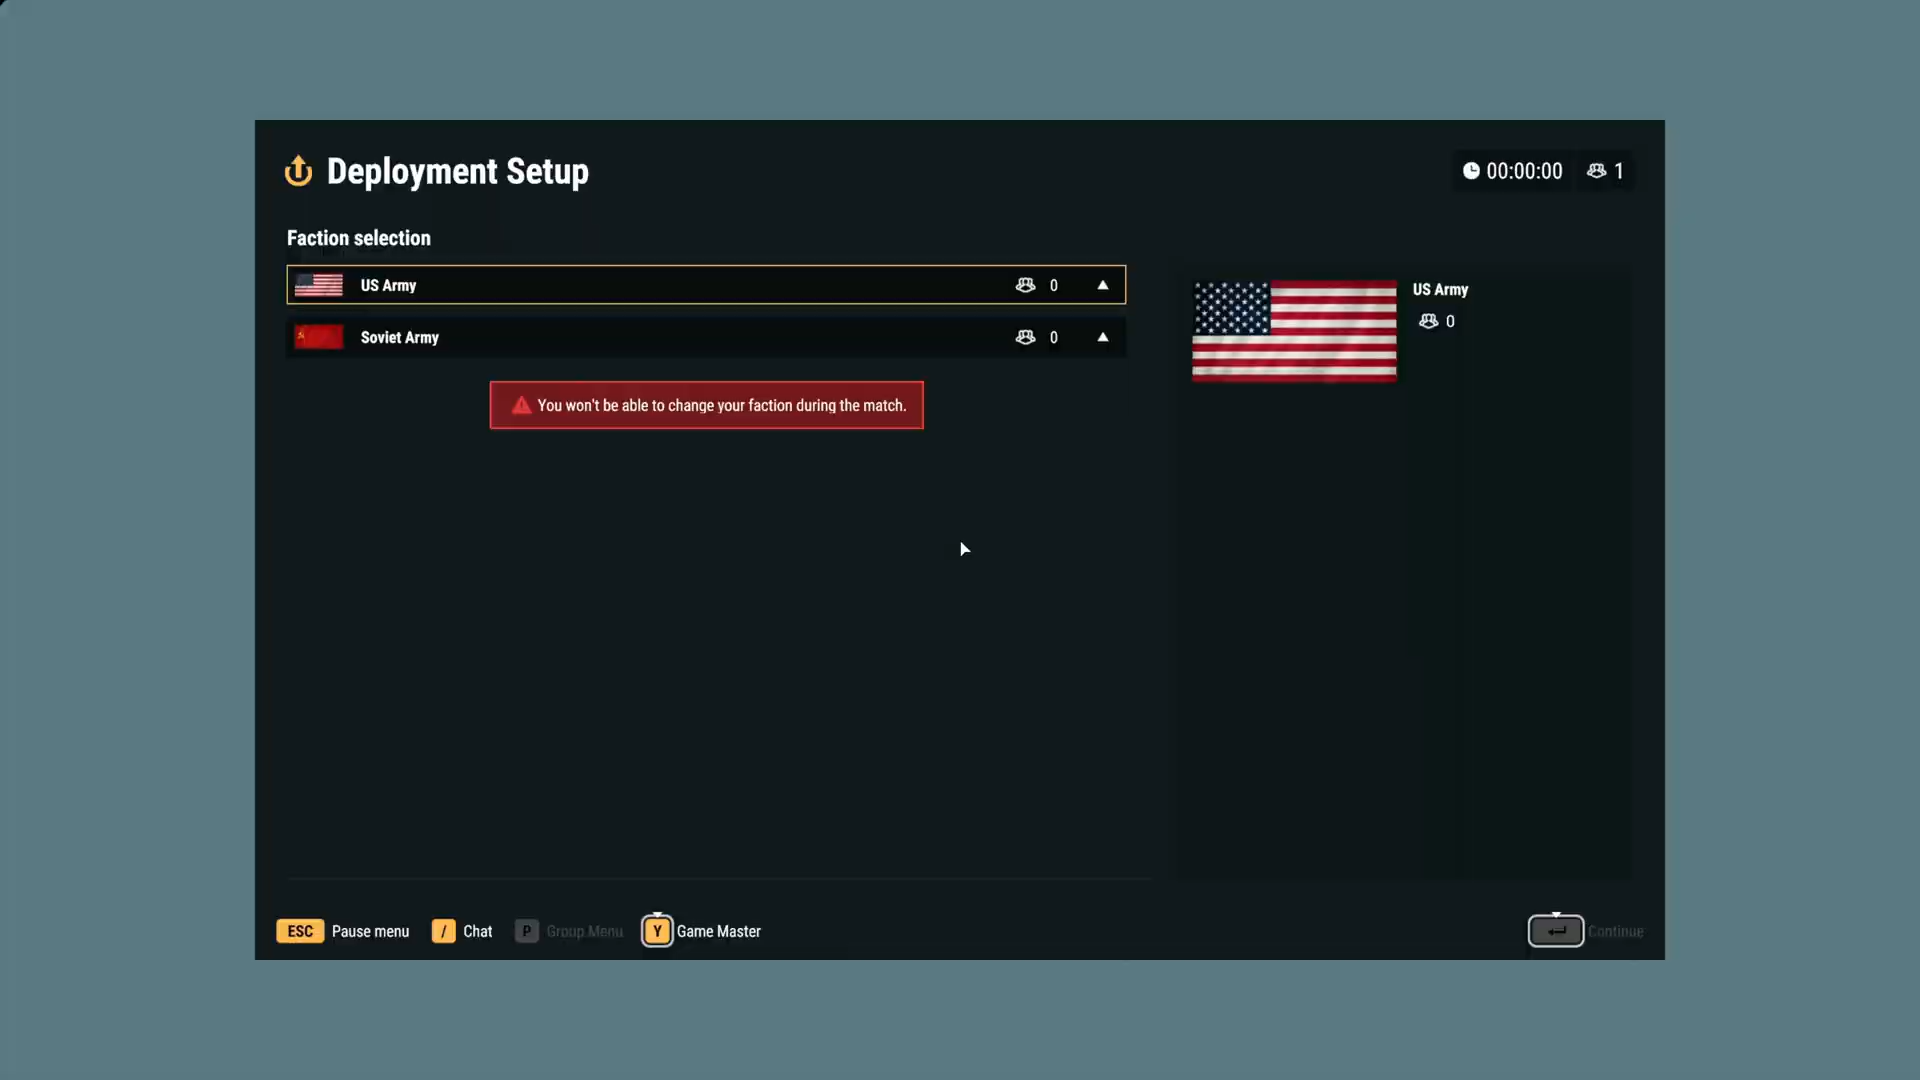 Deployment Setup
00:00:00 1
Faction selection
US Army 0
Soviet Army 0
You won't be able to change your faction during the match.
US Army
0
ESC Pause menu / Chat P Group Menu Y Game Master
Continue